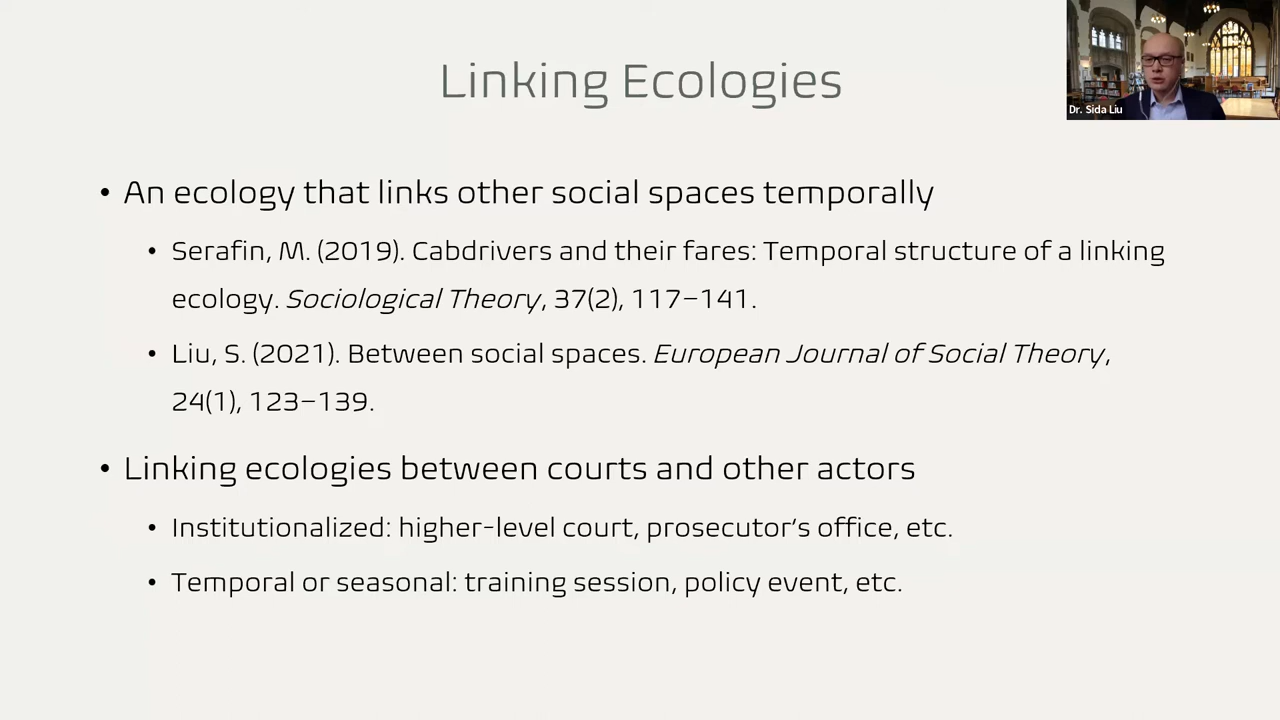 Linking Ecologies
Dr. Sida Liu
• An ecology that links other social spaces temporally
• Serafin, M. (2019). Cabdrivers and their fares: Temporal structure of a linking
ecology. Sociological Theory, 37(2), 117–141.
• Liu, S. (2021). Between social spaces. European Journal of Social Theory,
24(1), 123–139.
• Linking ecologies between courts and other actors
• Institutionalized: higher-level court, prosecutor's office, etc.
• Temporal or seasonal: training session, policy event, etc.